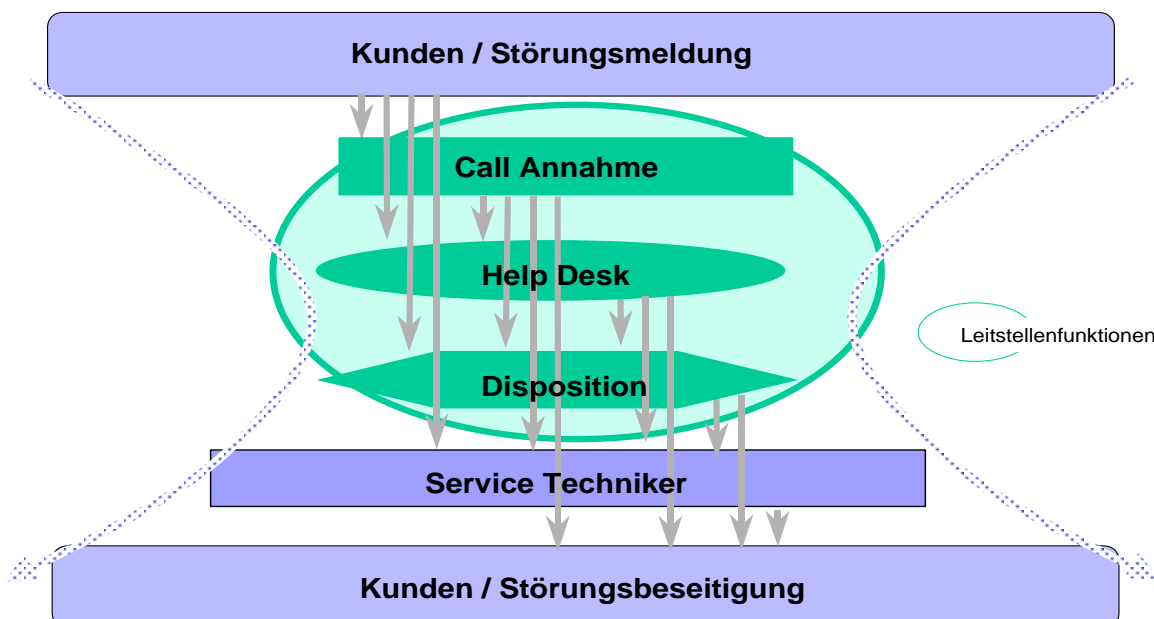 Kunden / Störungsmeldung
Call Annahme
Help Desk
Leitstellenfunktionen
Disposition
Service Techniker
Kunden / Störungsbeseitigung